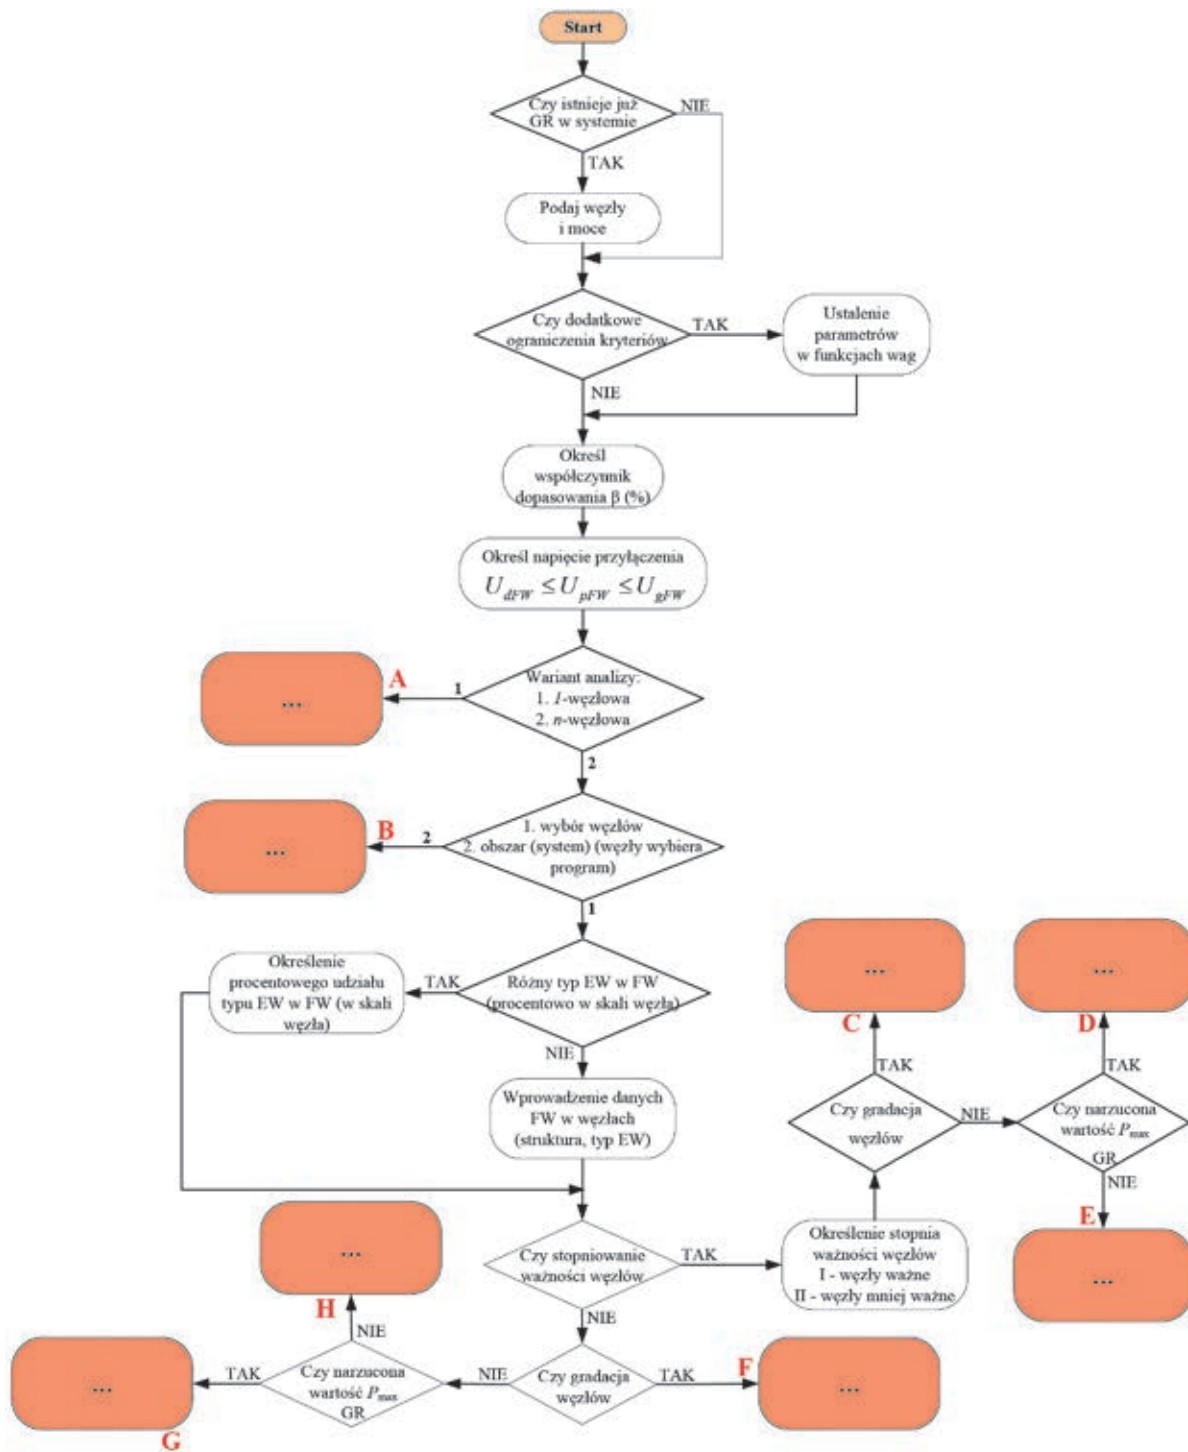 Start
Czy istnieje już
GR w systemie
NIE
TAK
Podaj węzły
i moce
Czy dodatkowe
ograniczenia kryteriów
TAK
Ustalenie
parametrów
w funkcjach wag
NIE
Określ
współczynnik
dopasowania β (%)
Określ napięcie przyłączenia
U_dFW ≤ U_pFW ≤ U_gFW
A
...
1
Wariant analizy:
1. 1-węzłowa
2. n-węzłowa
2
B
...
2
1. wybór węzłów
2. obszar (system) (węzły wybiera
program)
1
Określenie
procentowego udziału
typu EW w FW (w skali
węzła)
TAK
Różny typ EW w FW
(procentowo w skali węzła)
NIE
Wprowadzenie danych
FW w węzłach
(struktura, typ EW)
...
C
TAK
Czy gradacja
węzłów
NIE
...
D
TAK
Czy narzucona
wartość Pmax
GR
NIE
E
...
Czy stopniowanie
ważności węzłów
TAK
Określenie stopnia
ważności węzłów
I - węzły ważne
II - węzły mniej ważne
NIE
...
H
NIE
Czy narzucona
wartość Pmax
GR
TAK
...
G
NIE
Czy gradacja
węzłów
TAK
F
...